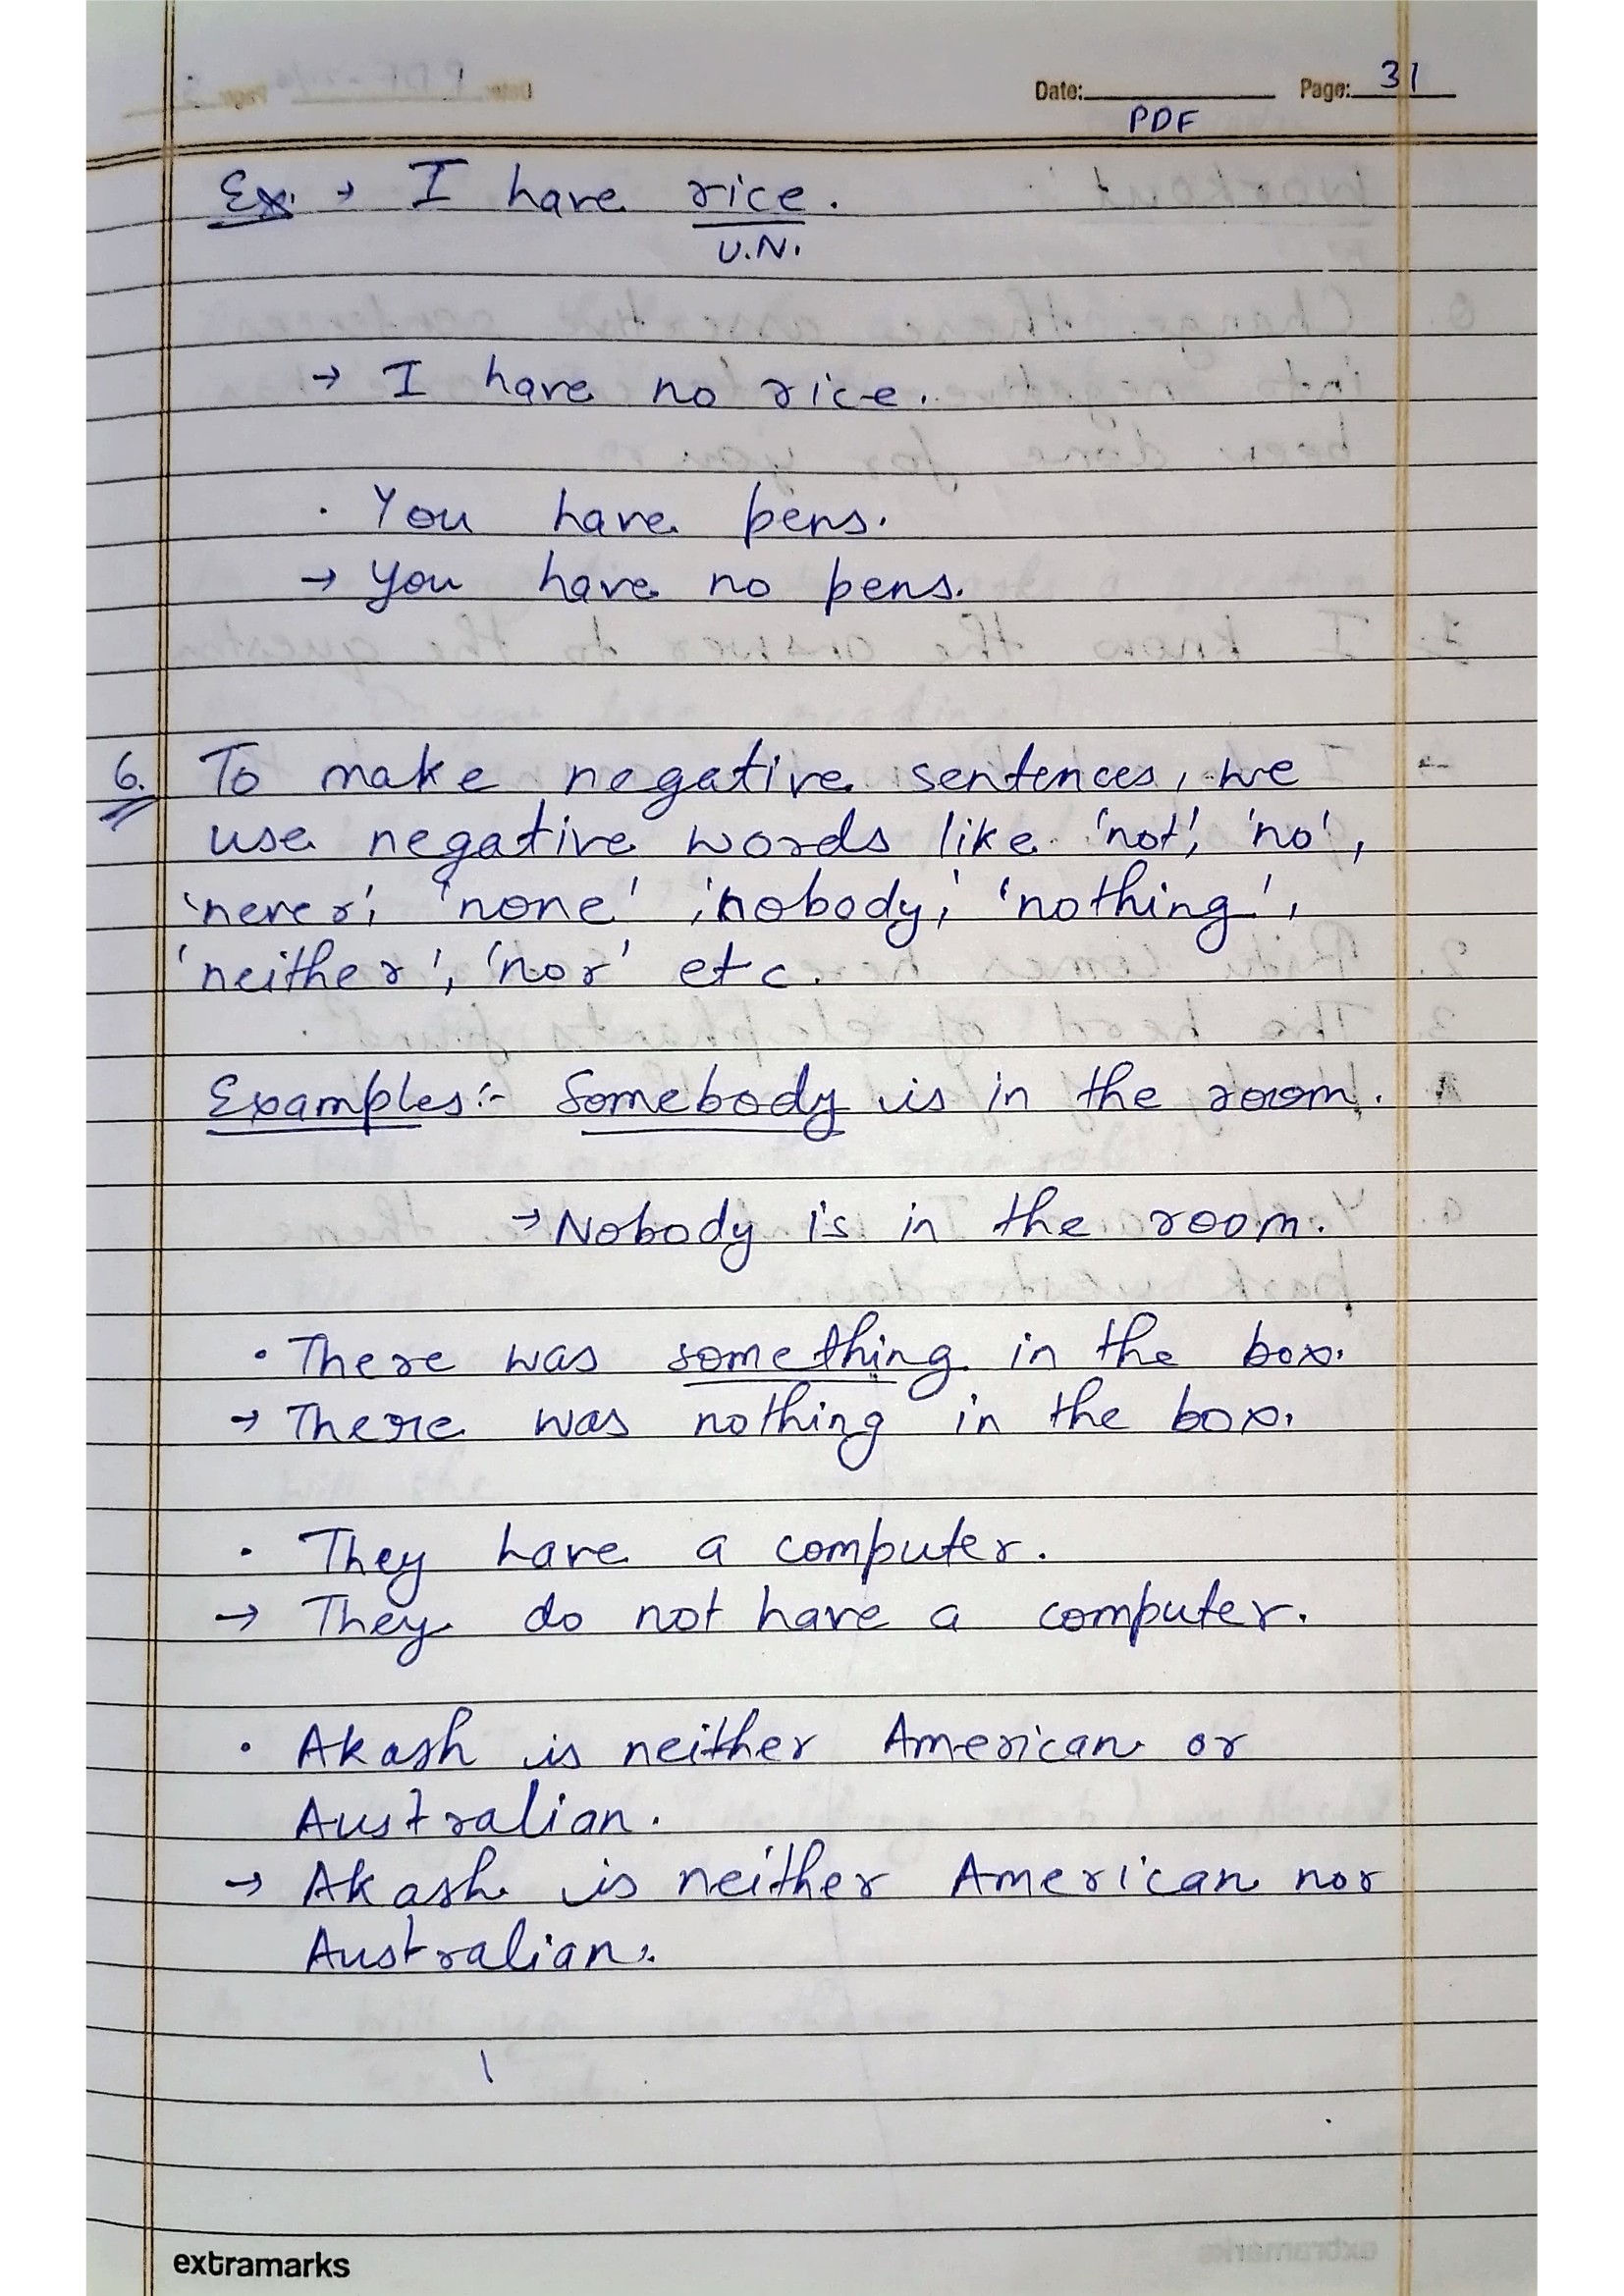 Date: Page: 31
PDF
Ex. → I have rice.
U.N.
→ I have no rice.
· You have pens.
→ You have no pens.
6. To make negative sentences, we
use negative words like 'not', 'no',
'never', 'none', 'nobody', 'nothing',
'neither', 'nor' etc.
Examples:- Somebody is in the room.
→ Nobody is in the room.
• There was something in the box.
→ There was nothing in the box.
• They have a computer.
→ They do not have a computer.
• Akash is neither American or
Australian.
→ Akash is neither American nor
Australian.
extramarks